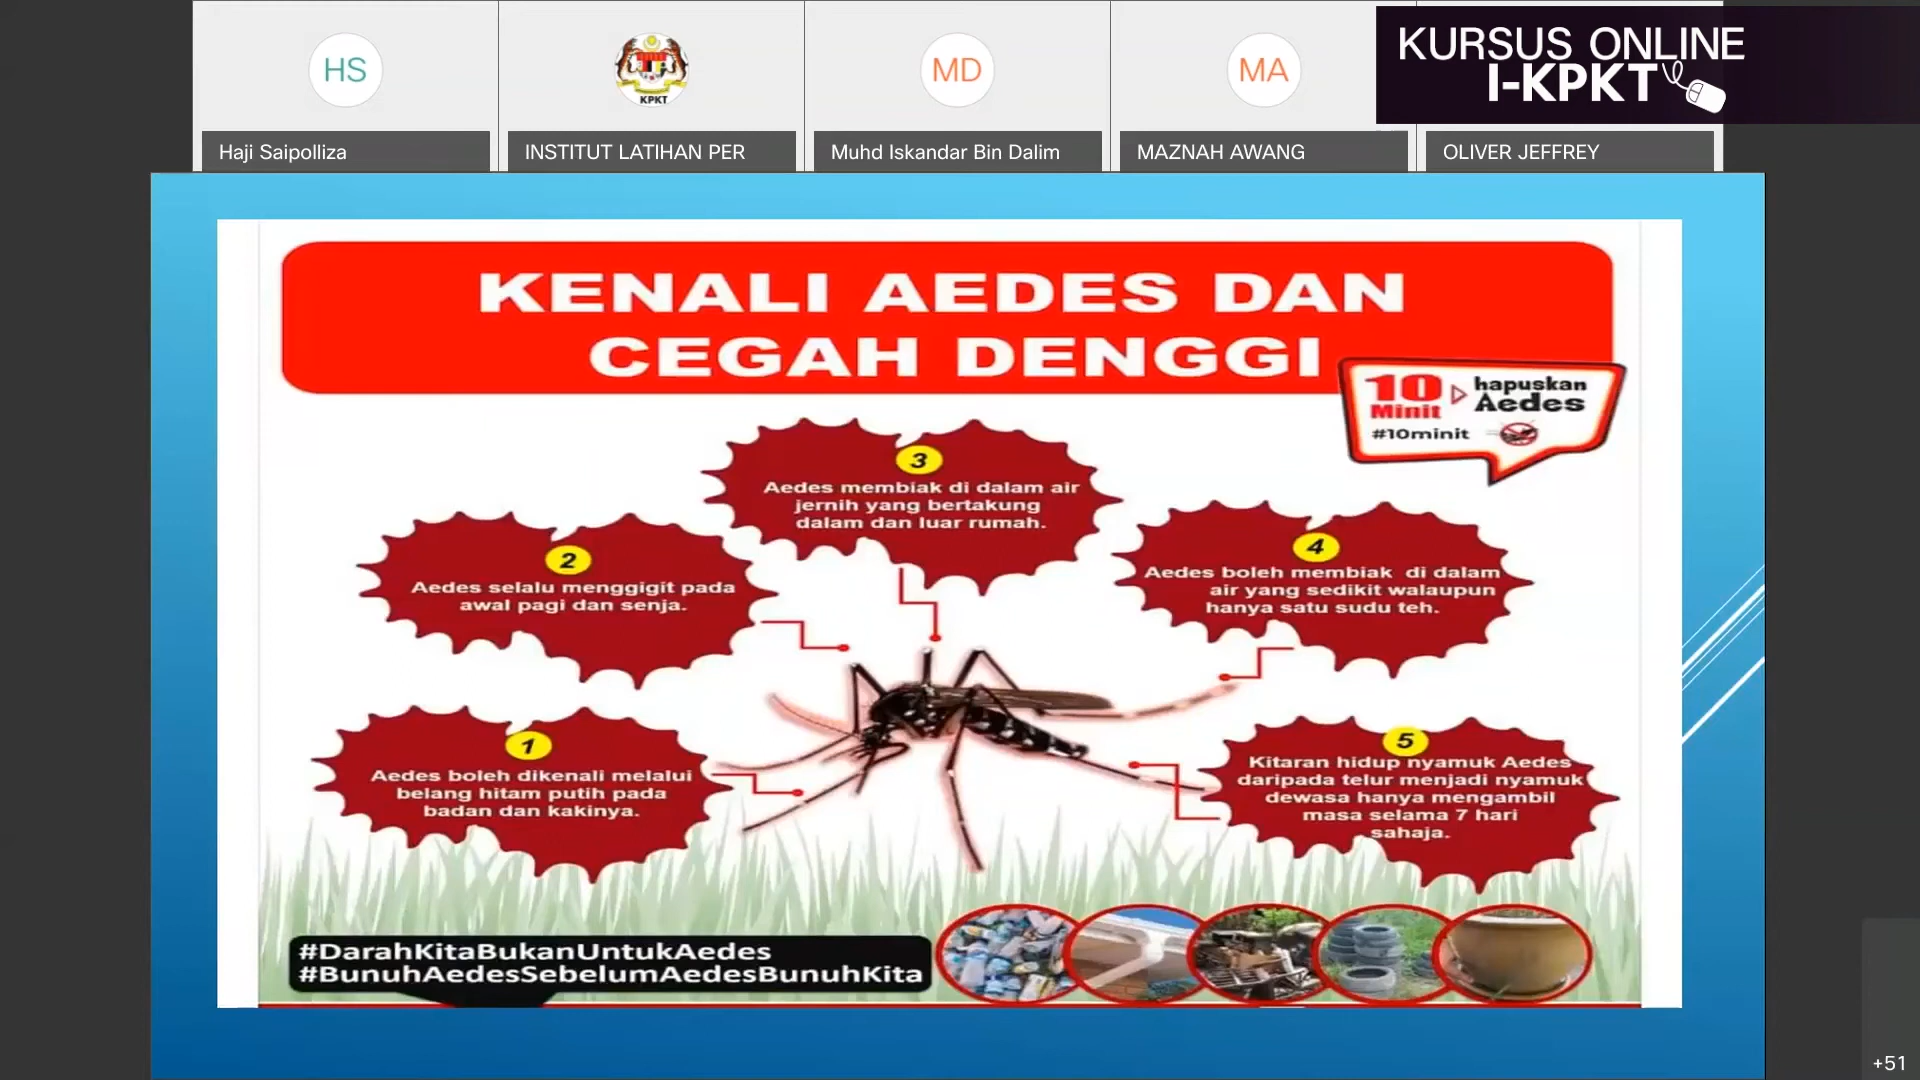 HS
KPKT
MD
MA
KURSUS ONLINE
I-KPKT
Haji Saipolliza
INSTITUT LATIHAN PER
Muhd Iskandar Bin Dalim
MAZNAH AWANG
OLIVER JEFFREY
KENALI AEDES DAN
CEGAH DENGGI
10 Minit
hapuskan
Aedes
#10minit
3
Aedes membiak di dalam air
jernih yang bertakung
dalam dan luar rumah.
2
Aedes selalu menggigit pada
awal pagi dan senja.
4
Aedes boleh membiak di dalam
air yang sedikit walaupun
hanya satu sudu teh.
1
Aedes boleh dikenali melalui
belang hitam putih pada
badan dan kakinya.
5
Kitaran hidup nyamuk Aedes
daripada telur menjadi nyamuk
dewasa hanya mengambil
masa selama 7 hari
sahaja.
#DarahKitaBukanUntukAedes
#BunuhAedesSebelumAedesBunuhKita
+51